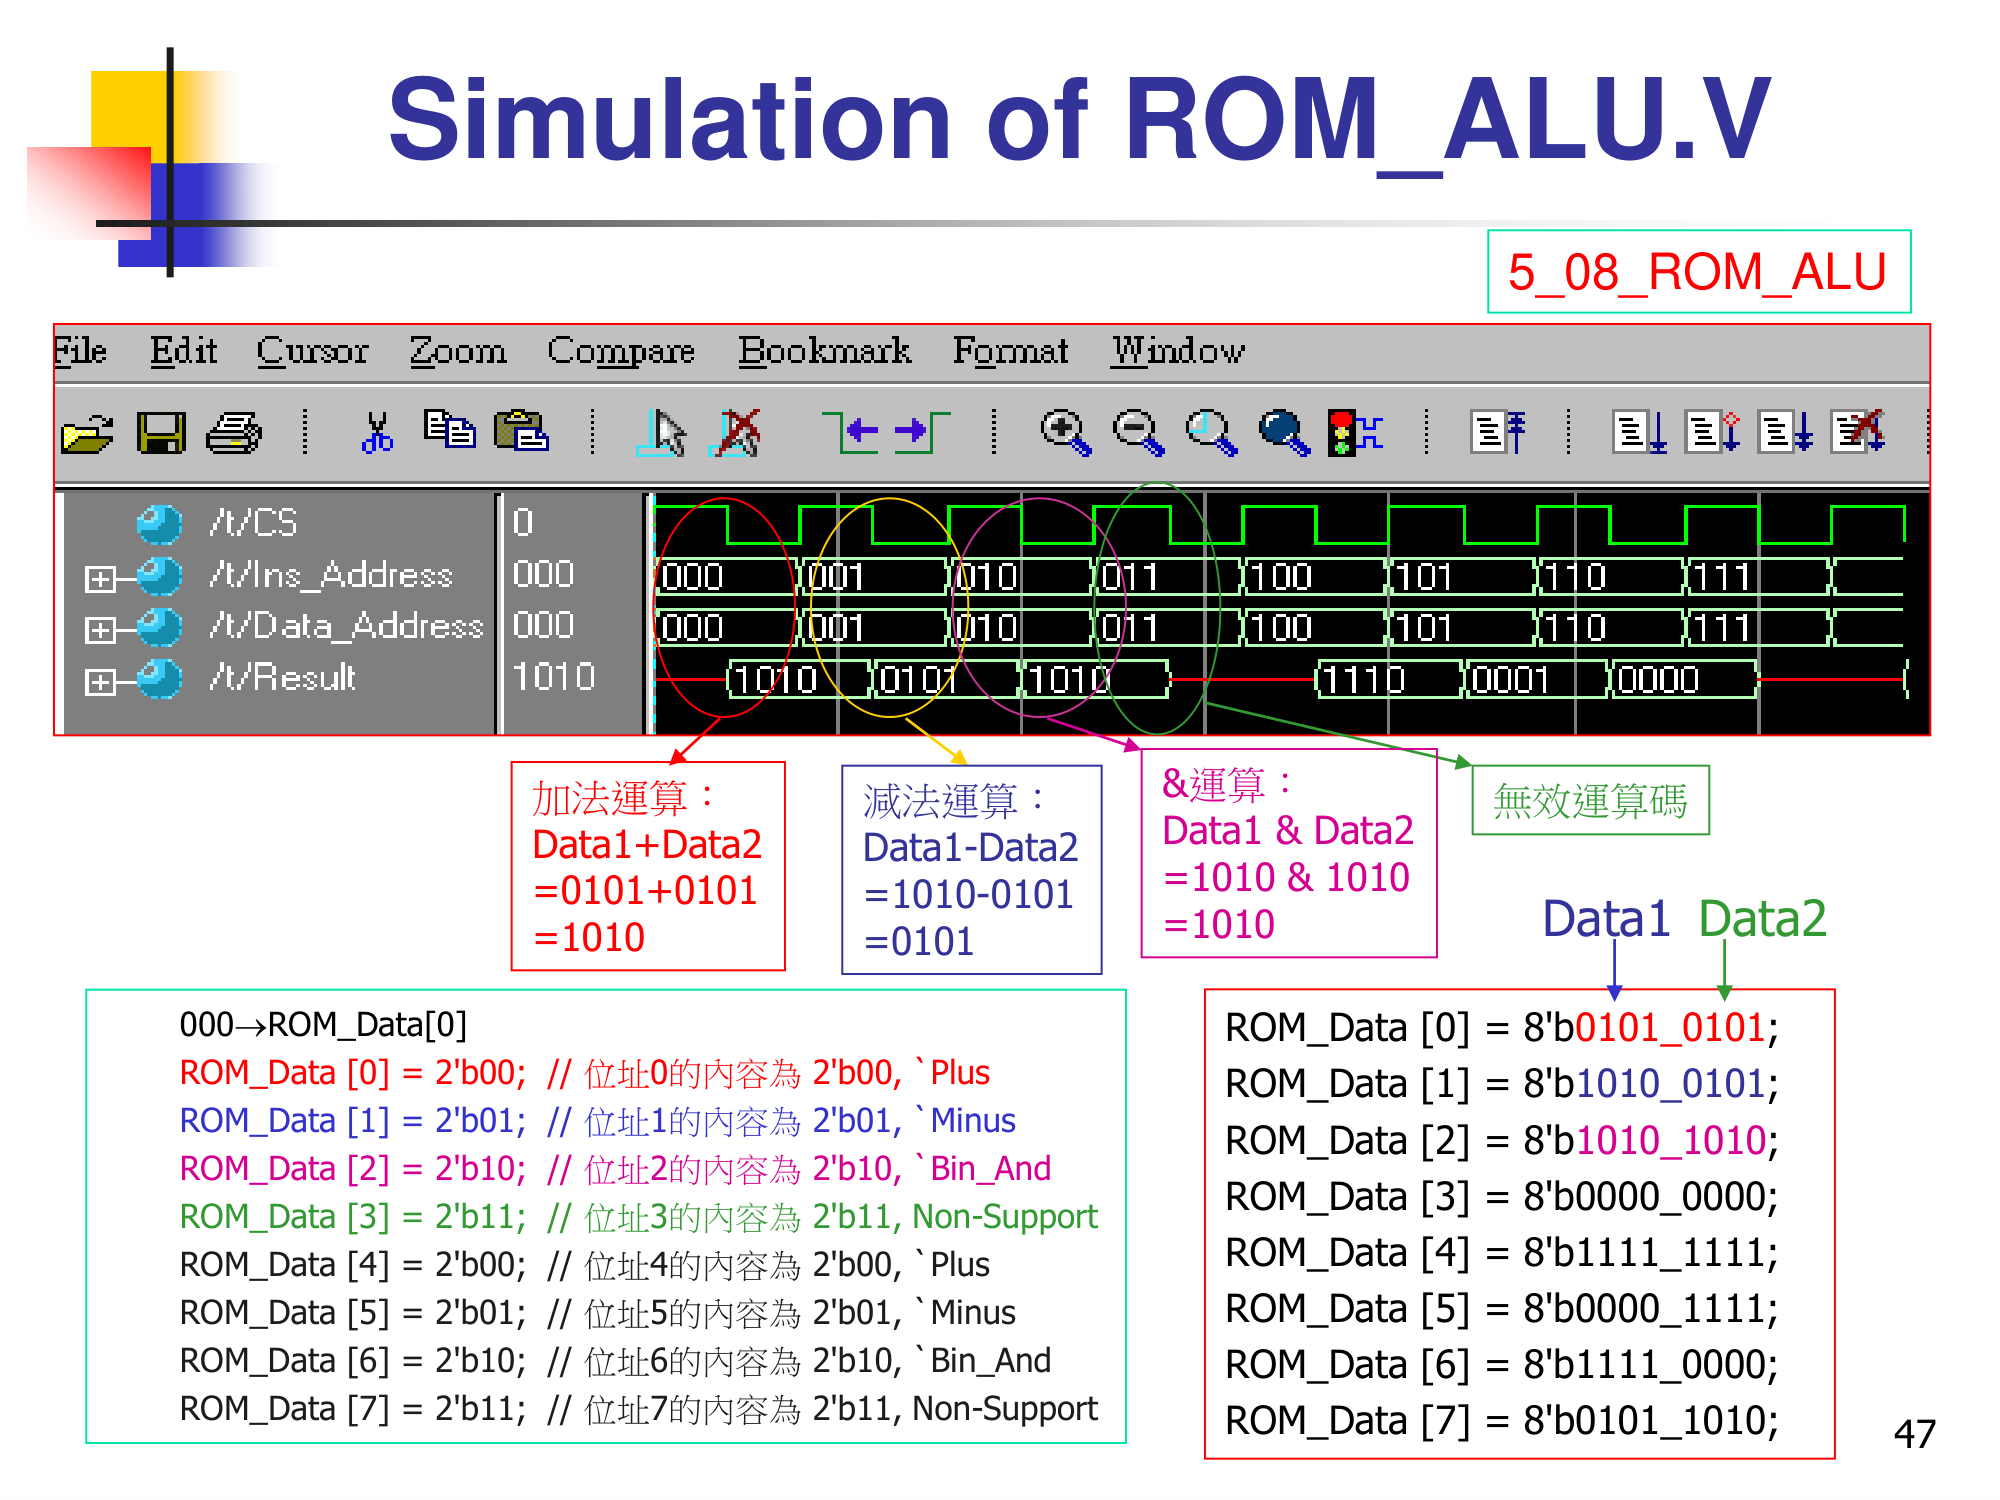 Simulation of ROM_ALU.V
5_08_ROM_ALU
File Edit Cursor Zoom Compare Bookmark Format Window
/t/CS 0
/t/Ins_Address 000 000 001 010 011 100 101 110 111
/t/Data_Address 000 000 001 010 011 100 101 110 111
/t/Result 1010 1010 0101 1010 1110 0001 0000
加法運算：
Data1+Data2
=0101+0101
=1010
減法運算：
Data1-Data2
=1010-0101
=0101
&運算：
Data1 & Data2
=1010 & 1010
=1010
無效運算碼
Data1 Data2
000→ROM_Data[0]
ROM_Data [0] = 2'b00; // 位址0的內容為 2'b00, `Plus
ROM_Data [1] = 2'b01; // 位址1的內容為 2'b01, `Minus
ROM_Data [2] = 2'b10; // 位址2的內容為 2'b10, `Bin_And
ROM_Data [3] = 2'b11; // 位址3的內容為 2'b11, Non-Support
ROM_Data [4] = 2'b00; // 位址4的內容為 2'b00, `Plus
ROM_Data [5] = 2'b01; // 位址5的內容為 2'b01, `Minus
ROM_Data [6] = 2'b10; // 位址6的內容為 2'b10, `Bin_And
ROM_Data [7] = 2'b11; // 位址7的內容為 2'b11, Non-Support
ROM_Data [0] = 8'b0101_0101;
ROM_Data [1] = 8'b1010_0101;
ROM_Data [2] = 8'b1010_1010;
ROM_Data [3] = 8'b0000_0000;
ROM_Data [4] = 8'b1111_1111;
ROM_Data [5] = 8'b0000_1111;
ROM_Data [6] = 8'b1111_0000;
ROM_Data [7] = 8'b0101_1010;
47